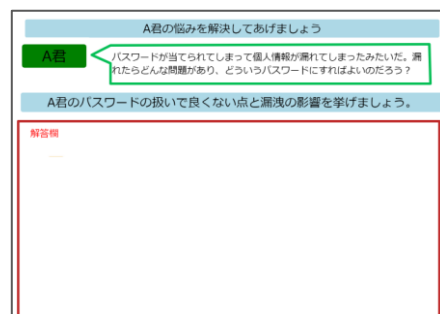 A君の悩みを解決してあげましょう
A君
パスワードが当てられてしまって個人情報が漏れてしまったみたいだ。漏
れたらどんな問題があり、どういうパスワードにすればよいのだろう？
A君のパスワードの扱いで良くない点と漏洩の影響を挙げましょう。
解答欄